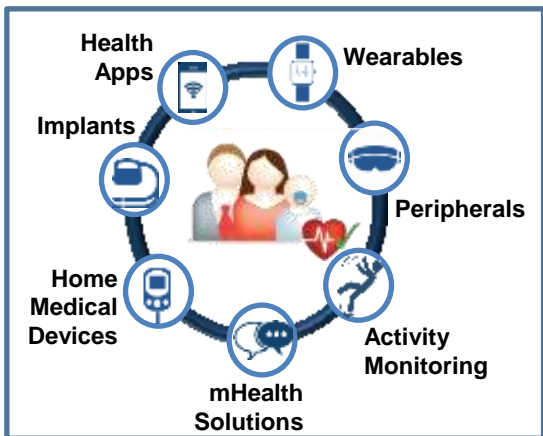 Health
Apps
Wearables
Implants
Peripherals
Home
Medical
Devices
Activity
Monitoring
mHealth
Solutions